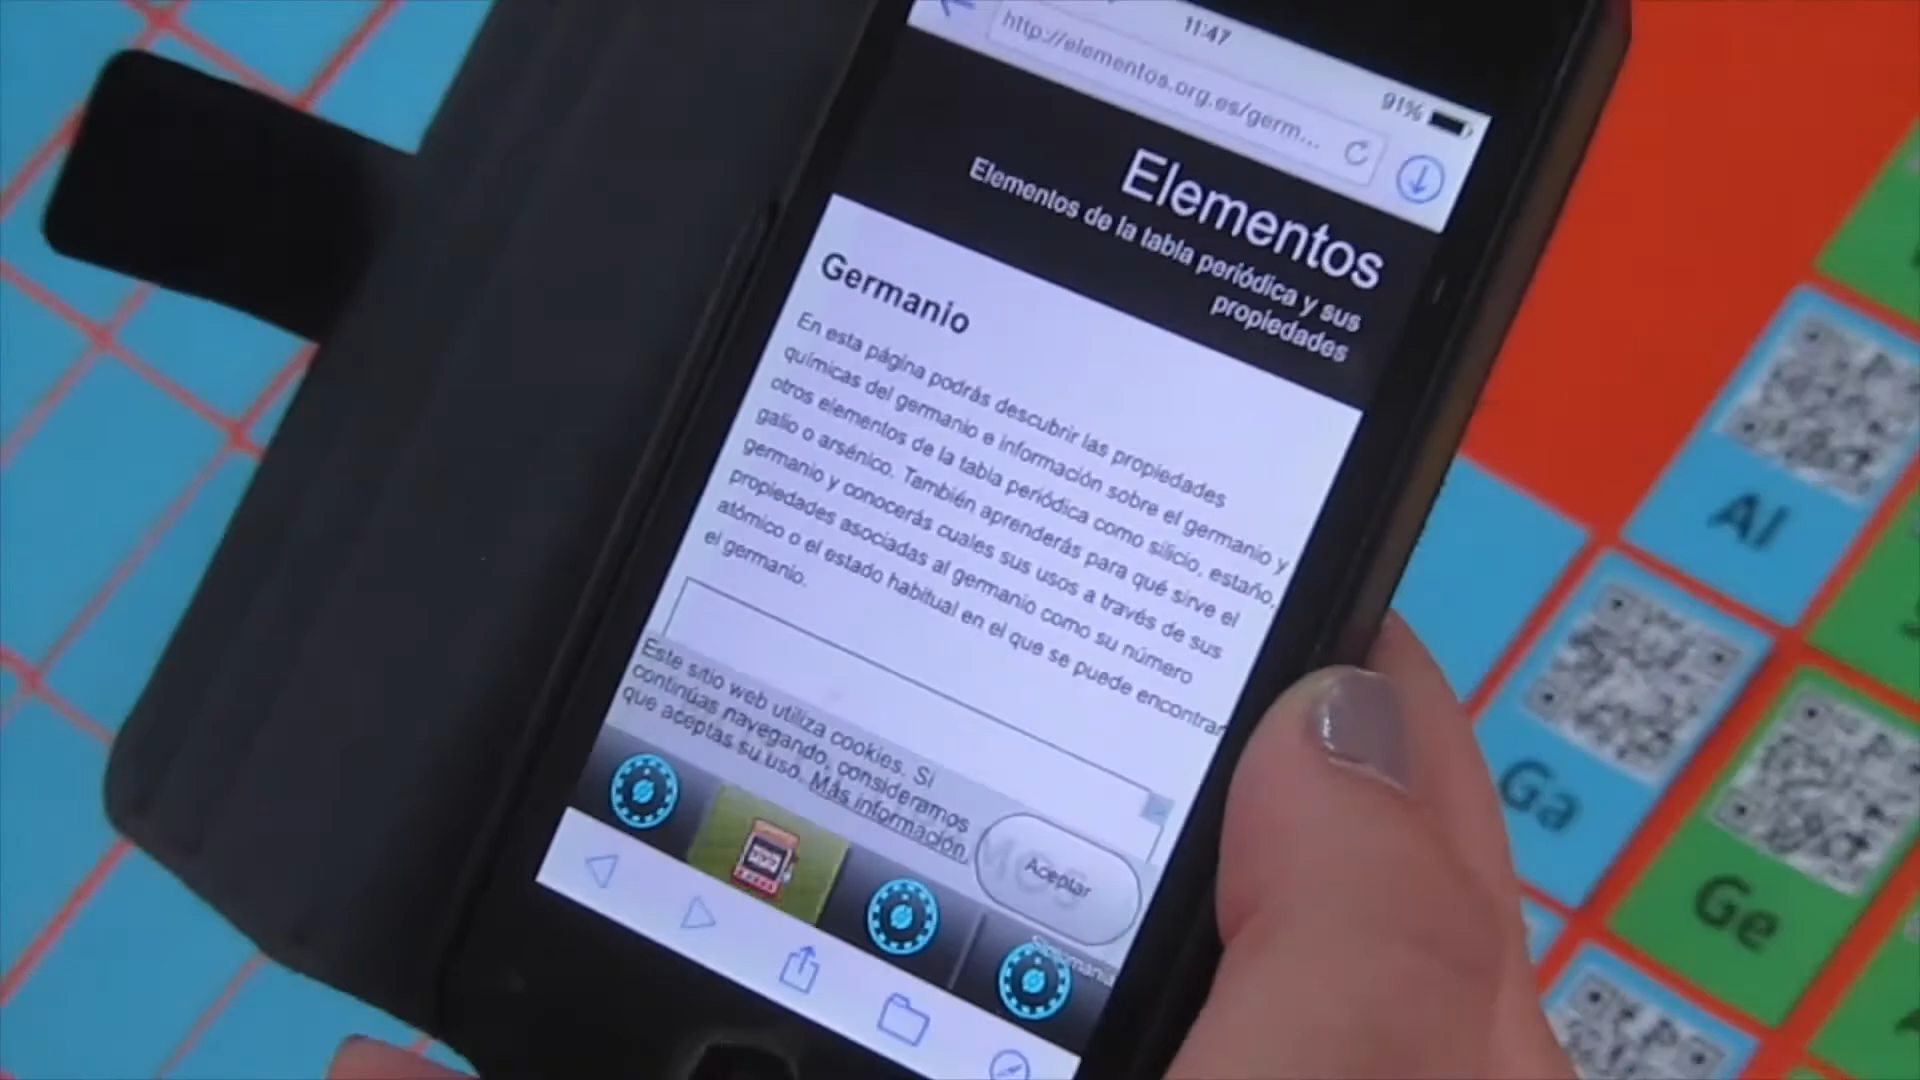 11:47
91%
http://elementos.org.es/germ...
Elementos
Elementos de la tabla periódica y sus
propiedades
Germanio
En esta página podrás descubrir las propiedades
químicas del germanio e información sobre el germanio y
otros elementos de la tabla periódica como silicio, estaño,
galio o arsénico. También aprenderás para qué sirve el
germanio y conocerás cuales sus usos a través de sus
propiedades asociadas al germanio como su número
atómico o el estado habitual en el que se puede encontrar
el germanio.
Este sitio web utiliza cookies. Si
continúas navegando, consideramos
que aceptas su uso. Más información.
Aceptar
Al
Ga
Ge